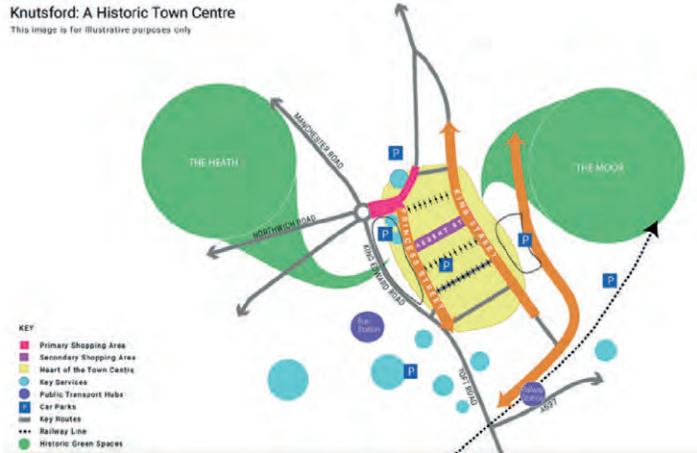 Knutsford: A Historic Town Centre
This image is for illustrative purposes only
MANCHESTER ROAD
THE HEATH
THE MOOR
P
NORTHWICH ROAD
PRINCESS STREET
KING STREET
REGENT ST
P
P
P
KING EDWARD ROAD
P
Bus
Station
P
TOFT ROAD
Railway
Station
A537
KEY
Primary Shopping Area
Secondary Shopping Area
Heart of the Town Centre
Key Services
Public Transport Hubs
P Car Parks
Key Routes
Railway Line
Historic Green Spaces